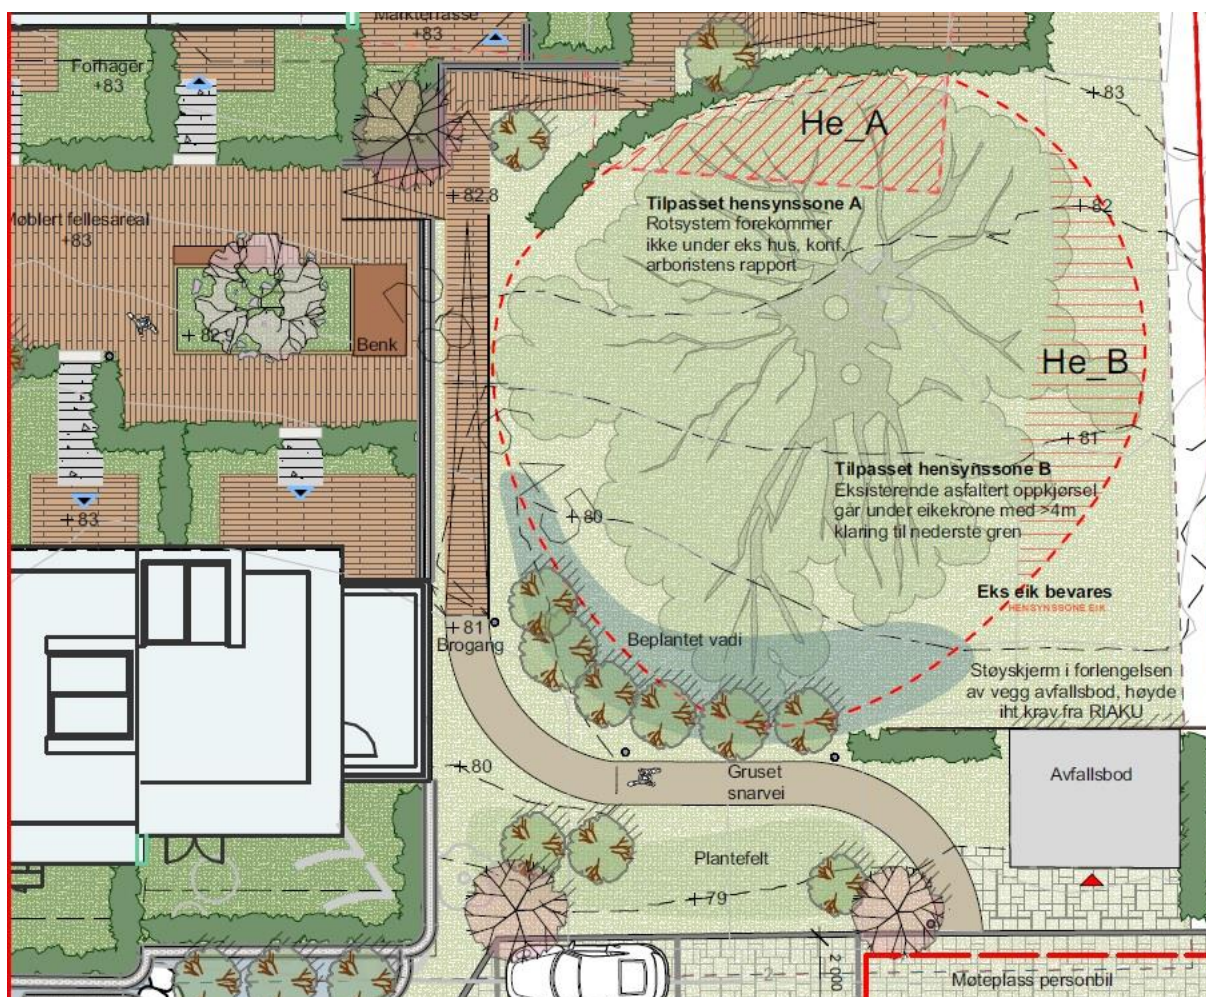 Markterrasse
+83
Forhager
+83
He_A
+83
+82,8
Tilpasset hensynssone A
Rotsystem forekommer
ikke under eks hus, konf.
arboristens rapport
+82
Møblert fellesareal
+83
+82,9
Benk
He_B
+81
Tilpasset hensynssone B
Eksisterende asfaltert oppkjørsel
går under eikekrone med >4m
klaring til nederste gren
+83
+80
Eks eik bevares
HENSYNSSONE EIK
+81
Brogang
Beplantet vadi
Støyskjerm i forlengelsen
av vegg avfallsbod, høyde
iht krav fra RIAKU
+80
Gruset
snarvei
Avfallsbod
Plantefelt
+79
2 000
2
Møteplass personbil